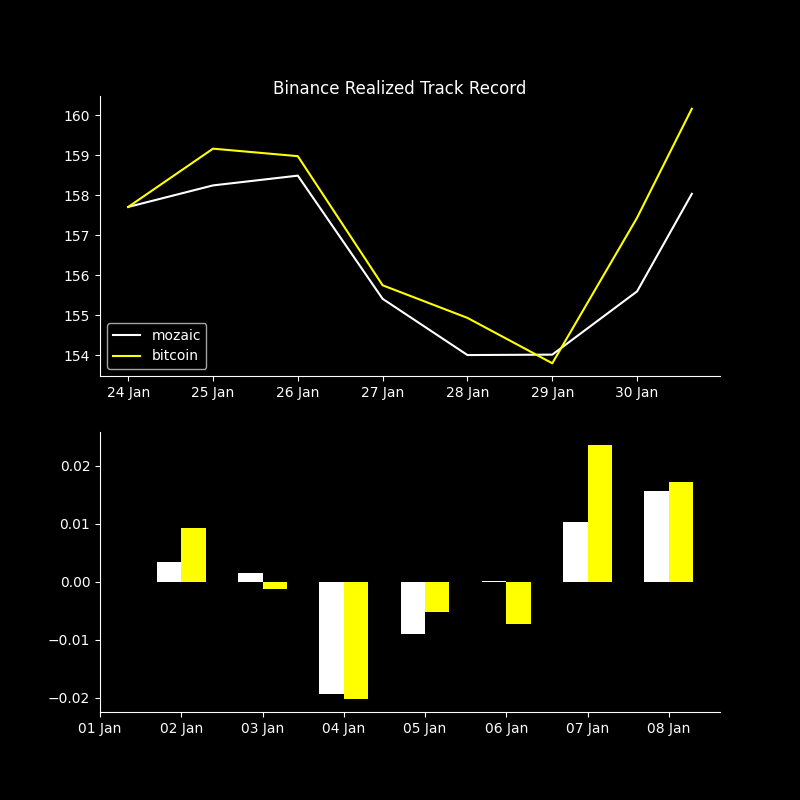 Binance Realized Track Record
160
159
158
157
156
155
154
mozaic
bitcoin
24 Jan 25 Jan 26 Jan 27 Jan 28 Jan 29 Jan 30 Jan
0.02
0.01
0.00
−0.01
−0.02
01 Jan 02 Jan 03 Jan 04 Jan 05 Jan 06 Jan 07 Jan 08 Jan